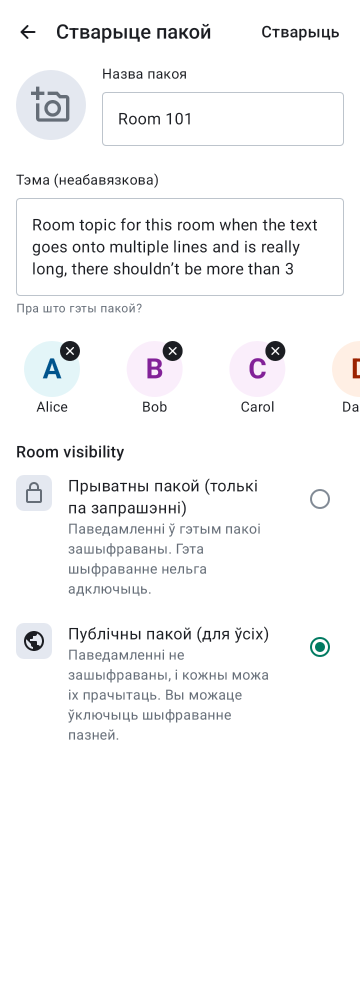 Стварыце пакой
Стварыць
Назва пакоя
Room 101
Тэма (неабавязкова)
Room topic for this room when the text
goes onto multiple lines and is really
long, there shouldn’t be more than 3
Пра што гэты пакой?
A
B
C
Alice
Bob
Carol
Room visibility
Прыватны пакой (толькі
па запрашэнні)
Паведамленні ў гэтым пакоі
зашыфраваны. Гэта
шыфраванне нельга
адключыць.
Публічны пакой (для ўсіх)
Паведамленні не
зашыфраваны, і кожны можа
іх прачытаць. Вы можаце
ўключыць шыфраванне
пазней.